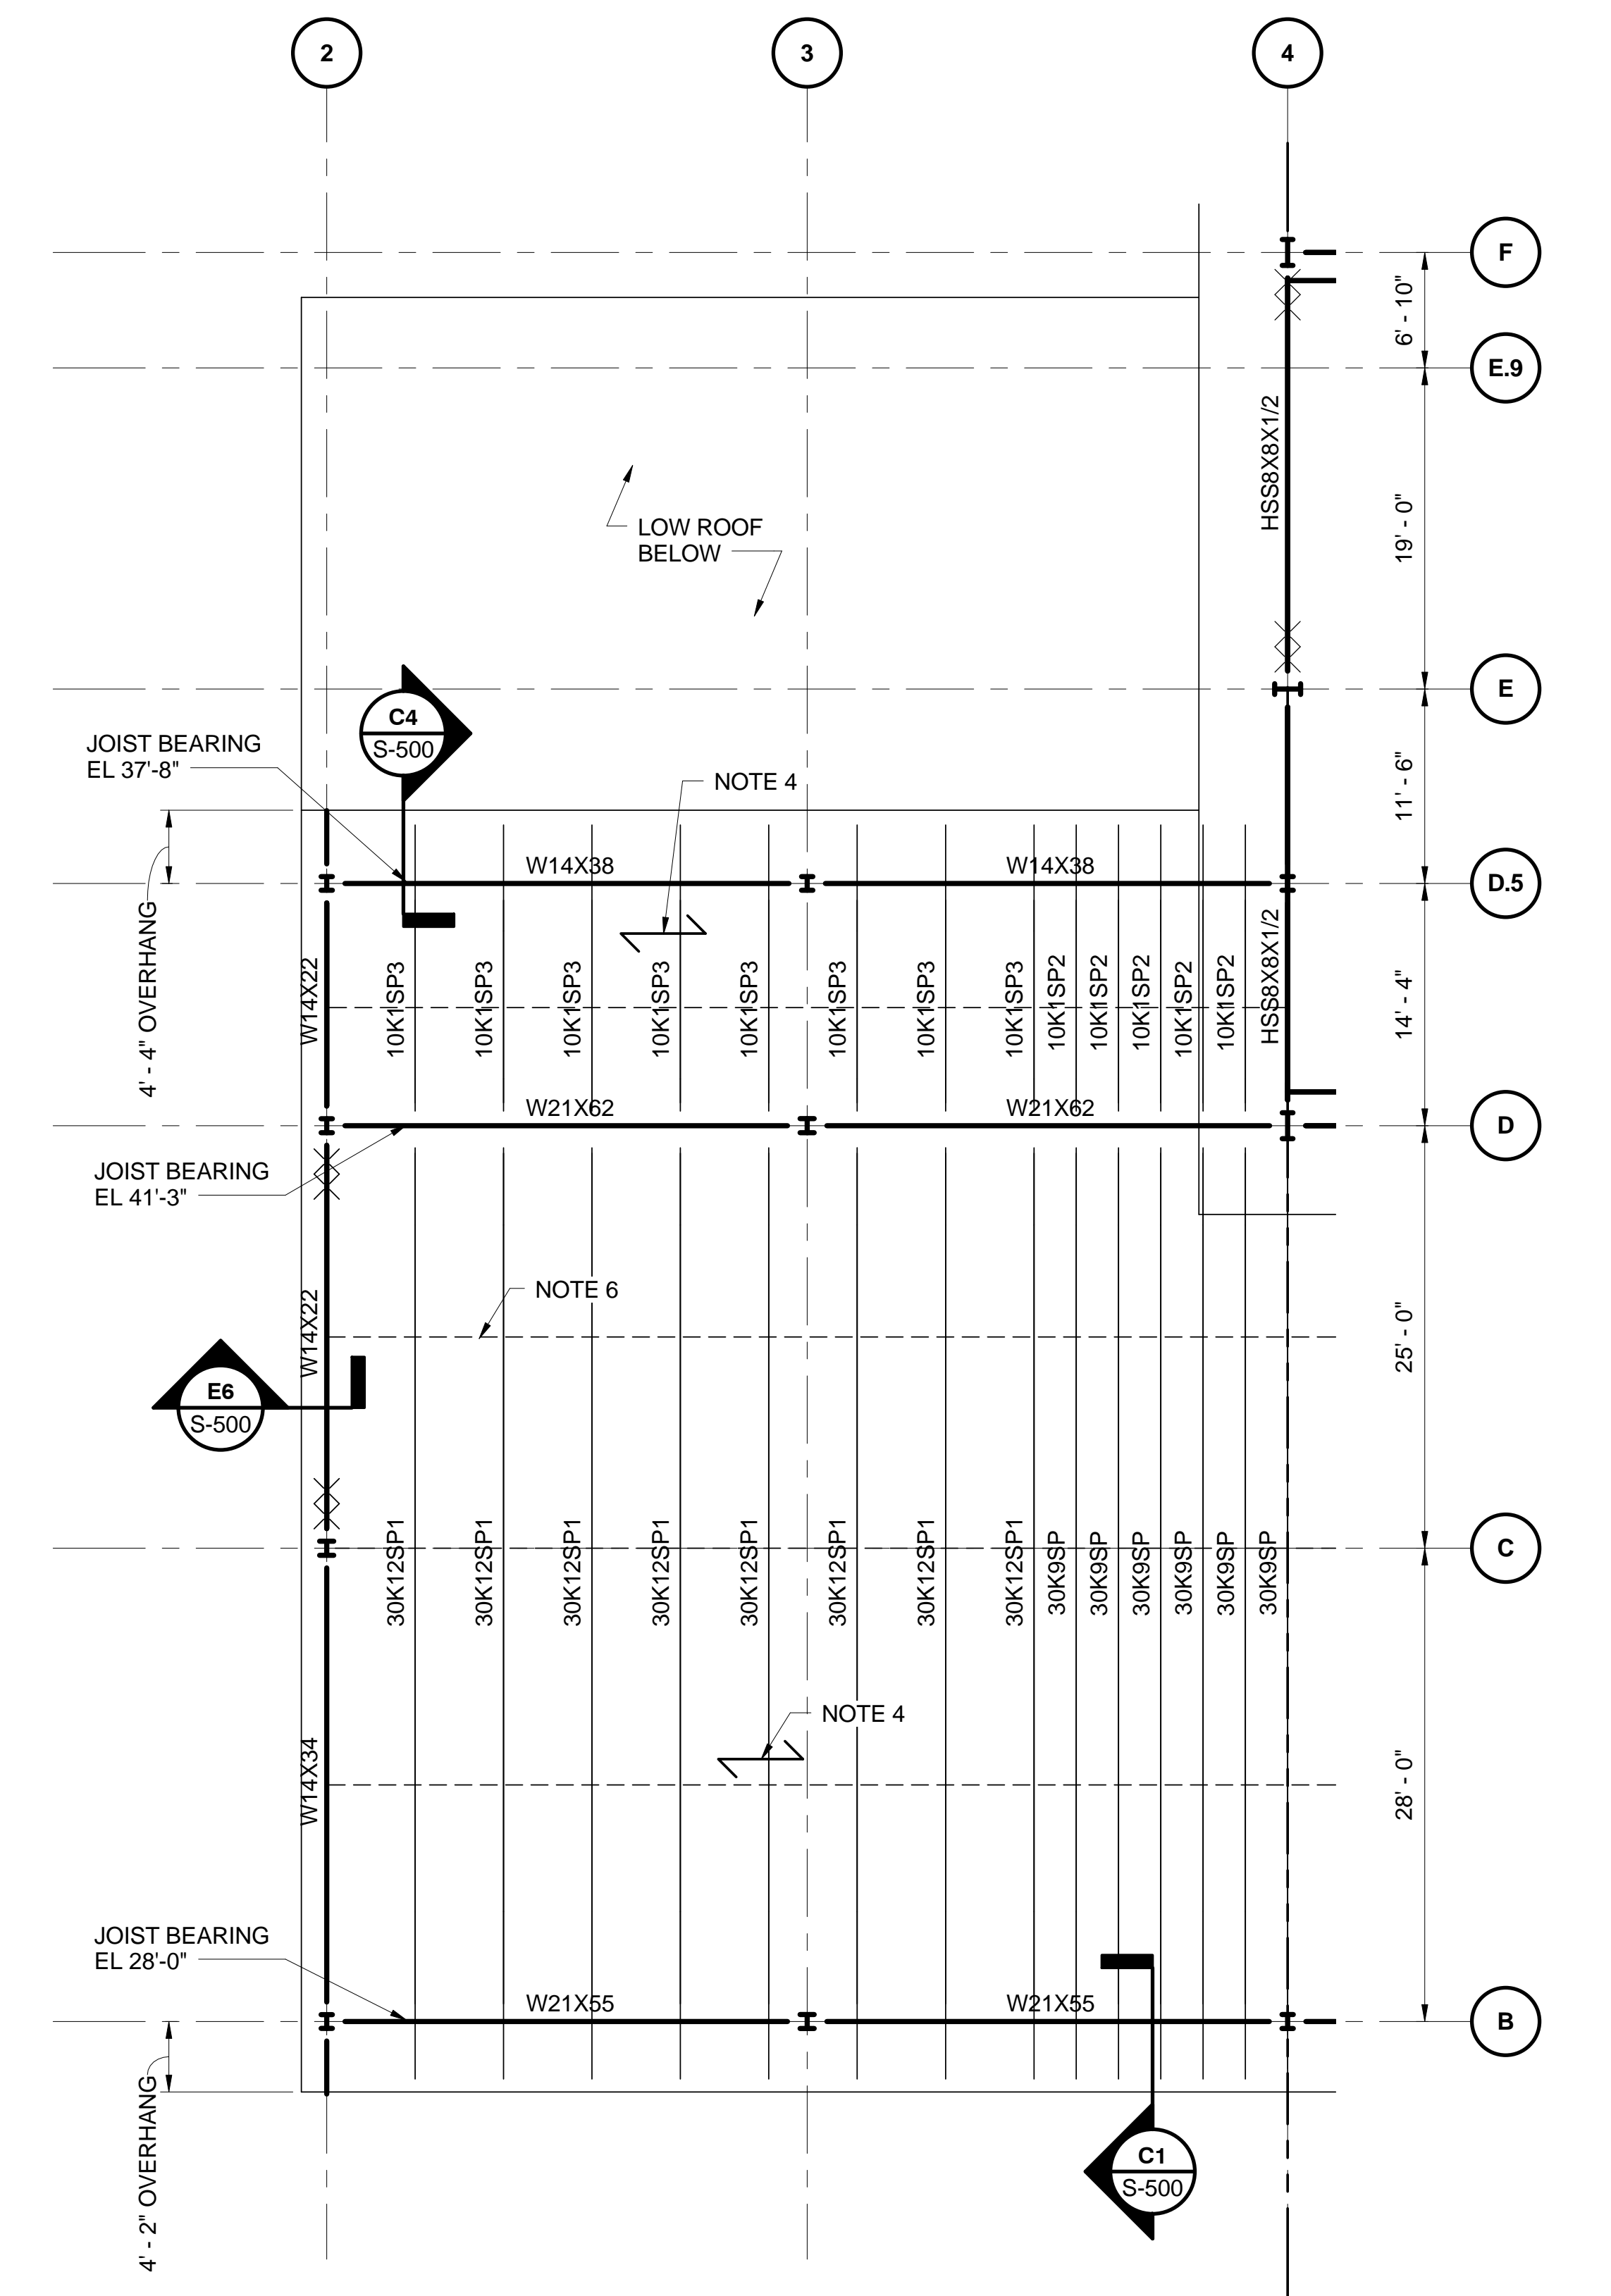 2
3
4
F
6' - 10"
E.9
HSS8X8X1/2
19' - 0"
LOW ROOF
BELOW
E
C4
S-500
JOIST BEARING
EL 37'-8"
NOTE 4
11' - 6"
W14X38
W14X38
D.5
4' - 4" OVERHANG
W14X22
10K1SP3
10K1SP3
10K1SP3
10K1SP3
10K1SP3
10K1SP3
10K1SP3
10K1SP3
10K1SP2
10K1SP2
10K1SP2
10K1SP2
10K1SP2
HSS8X8X1/2
14' - 4"
W21X62
W21X62
D
JOIST BEARING
EL 41'-3"
NOTE 6
W14X22
25' - 0"
E6
S-500
C
30K12SP1
30K12SP1
30K12SP1
30K12SP1
30K12SP1
30K12SP1
30K12SP1
30K12SP1
30K9SP
30K9SP
30K9SP
30K9SP
30K9SP
30K9SP
NOTE 4
W14X34
28' - 0"
JOIST BEARING
EL 28'-0"
W21X55
W21X55
B
4' - 2" OVERHANG
C1
S-500